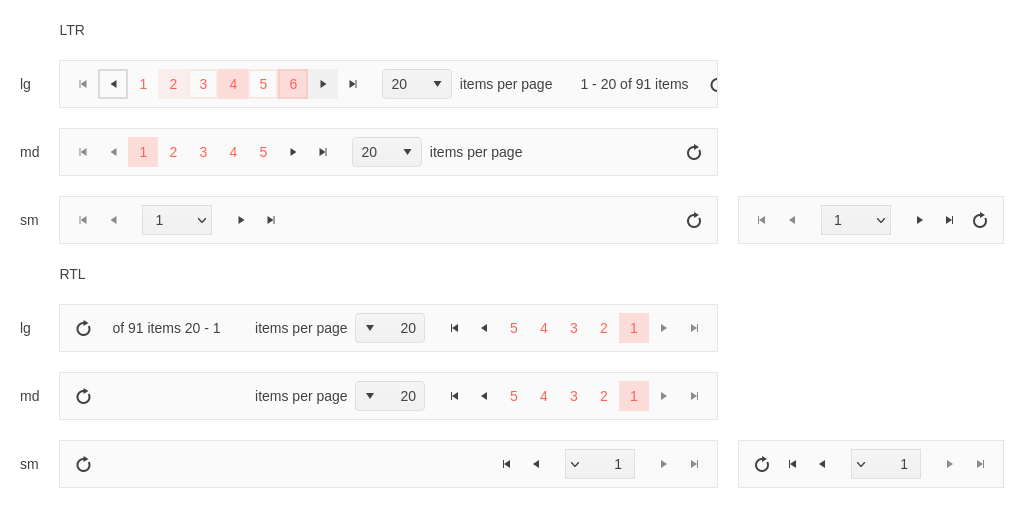 LTR
lg 1 2 3 4 5 6 20 items per page 1 - 20 of 91 items
md 1 2 3 4 5 20 items per page
sm 1 1
RTL
lg of 91 items 20 - 1 items per page 20 5 4 3 2 1
md items per page 20 5 4 3 2 1
sm 1 1